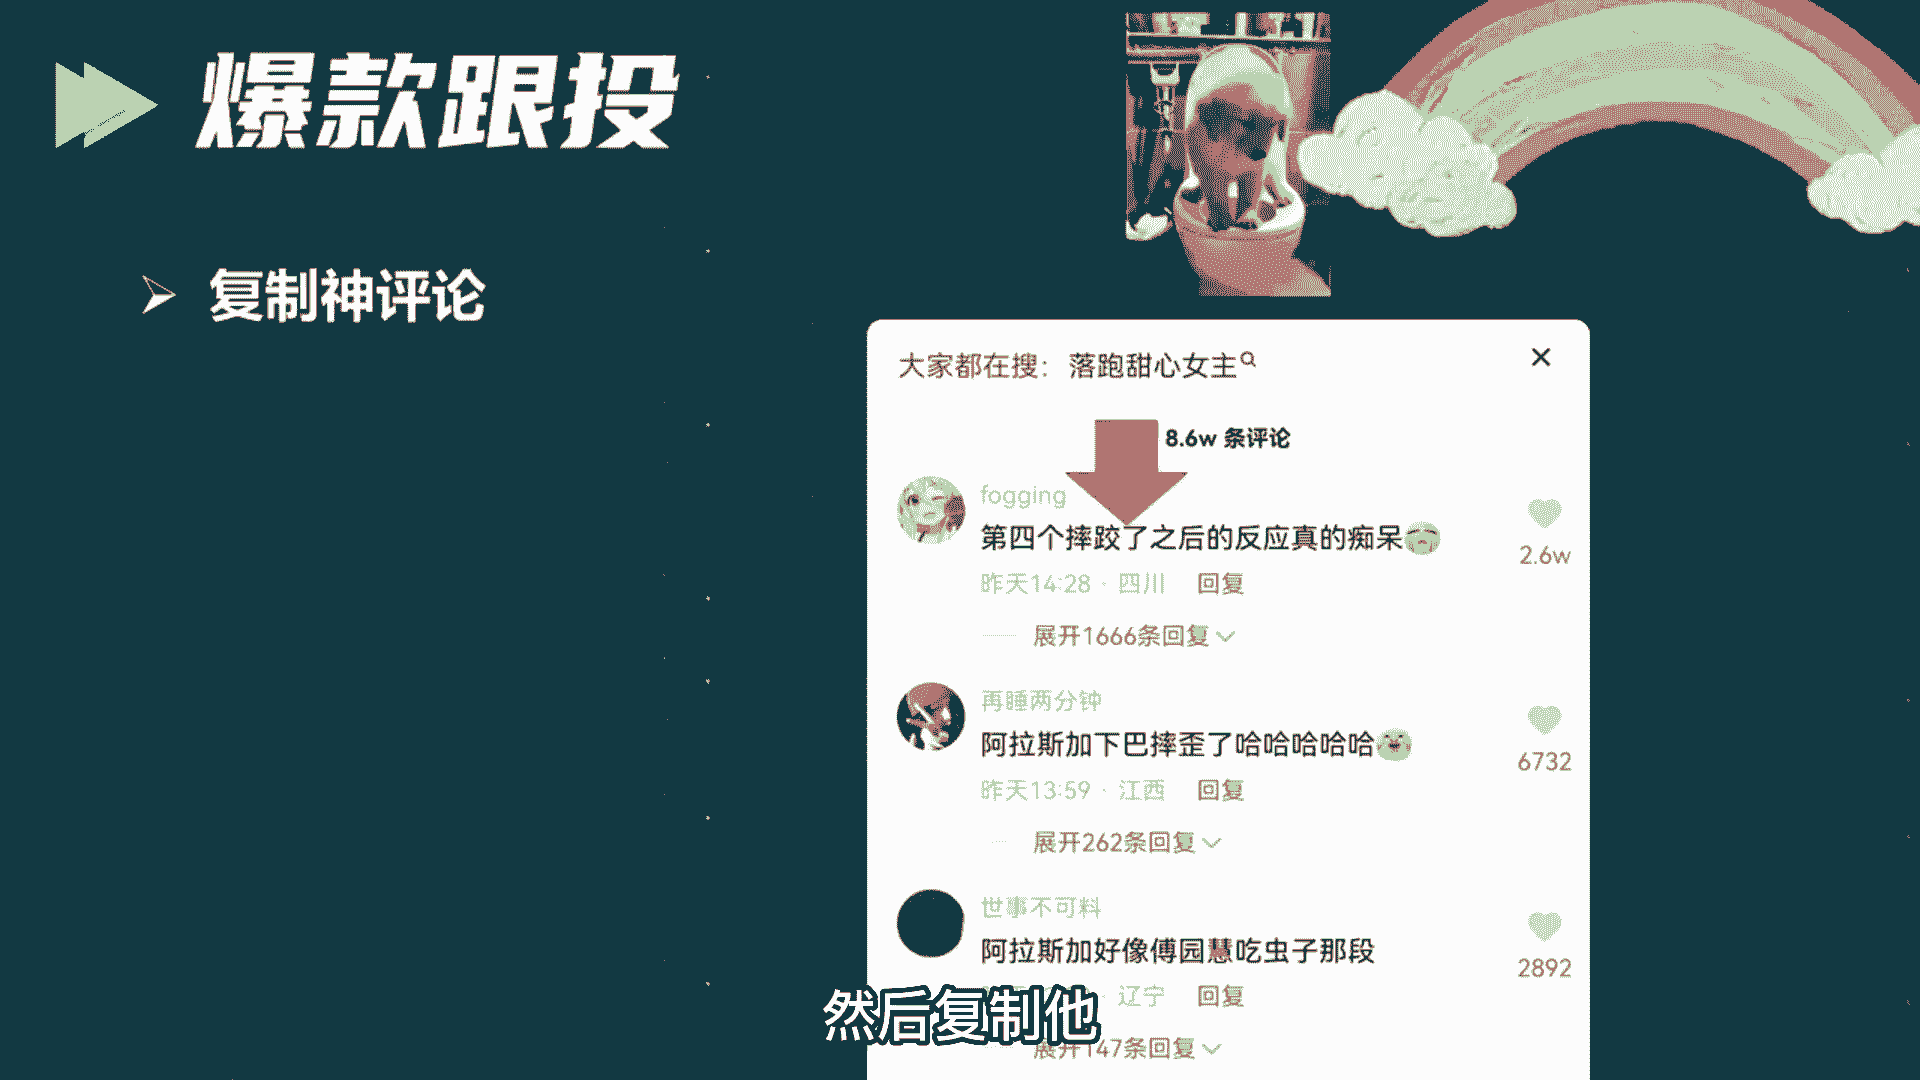 爆款跟投
复制神评论
大家都在搜：落跑甜心女主
8.6w 条评论
fogging
第四个摔跤了之后的反应真的痴呆
2.6w
昨天14:28 · 四川 回复
展开1666条回复
再睡两分钟
阿拉斯加下巴摔歪了哈哈哈哈哈
6732
昨天13:59 · 江西 回复
展开262条回复
世事不可料
阿拉斯加好像傅园慧吃虫子那段
2892
· 辽宁 回复
然后复制他
展开147条回复